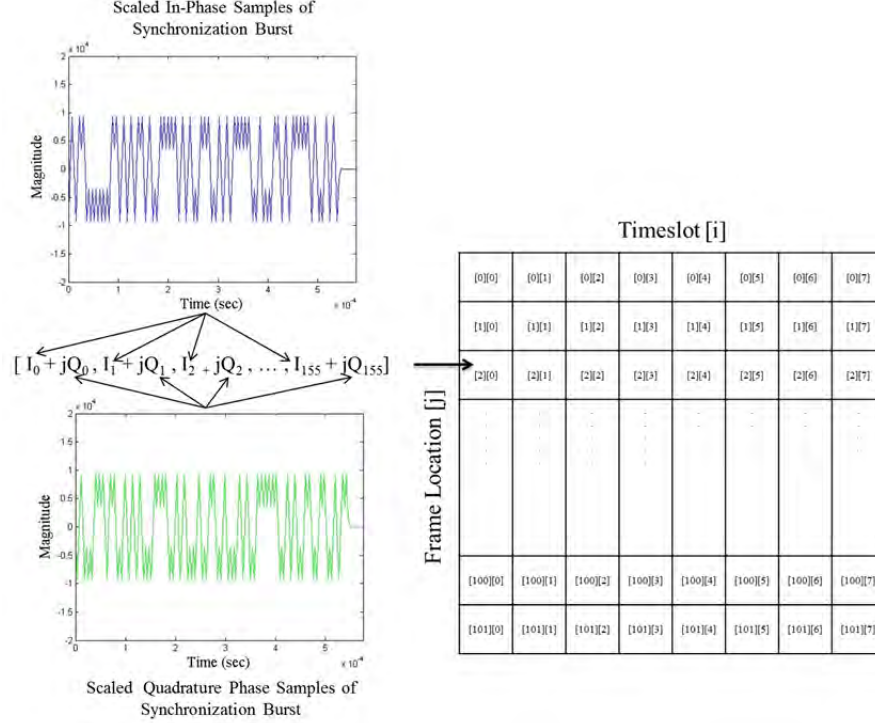 Scaled In-Phase Samples of
Synchronization Burst
x 10^4
2
1.5
1
0.5
0
-0.5
-1
-1.5
-2
Magnitude
0 1 2 3 4 5
x 10^-4
Time (sec)
[ I0 + jQ0 , I1 + jQ1 , I2 + jQ2 , … , I155 + jQ155]
x 10^4
2
1.5
1
0.5
0
-0.5
-1
-1.5
-2
Magnitude
0 1 2 3 4 5
Time (sec)
x 10^-4
Scaled Quadrature Phase Samples of
Synchronization Burst
Timeslot [i]
Frame Location [j]
[0][0] [0][1] [0][2] [0][3] [0][4] [0][5] [0][6] [0][7]
[1][0] [1][1] [1][2] [1][3] [1][4] [1][5] [1][6] [1][7]
[2][0] [2][1] [2][2] [2][3] [2][4] [2][5] [2][6] [2][7]
[100][0] [100][1] [100][2] [100][3] [100][4] [100][5] [100][6] [100][7]
[101][0] [101][1] [101][2] [101][3] [101][4] [101][5] [101][6] [101][7]